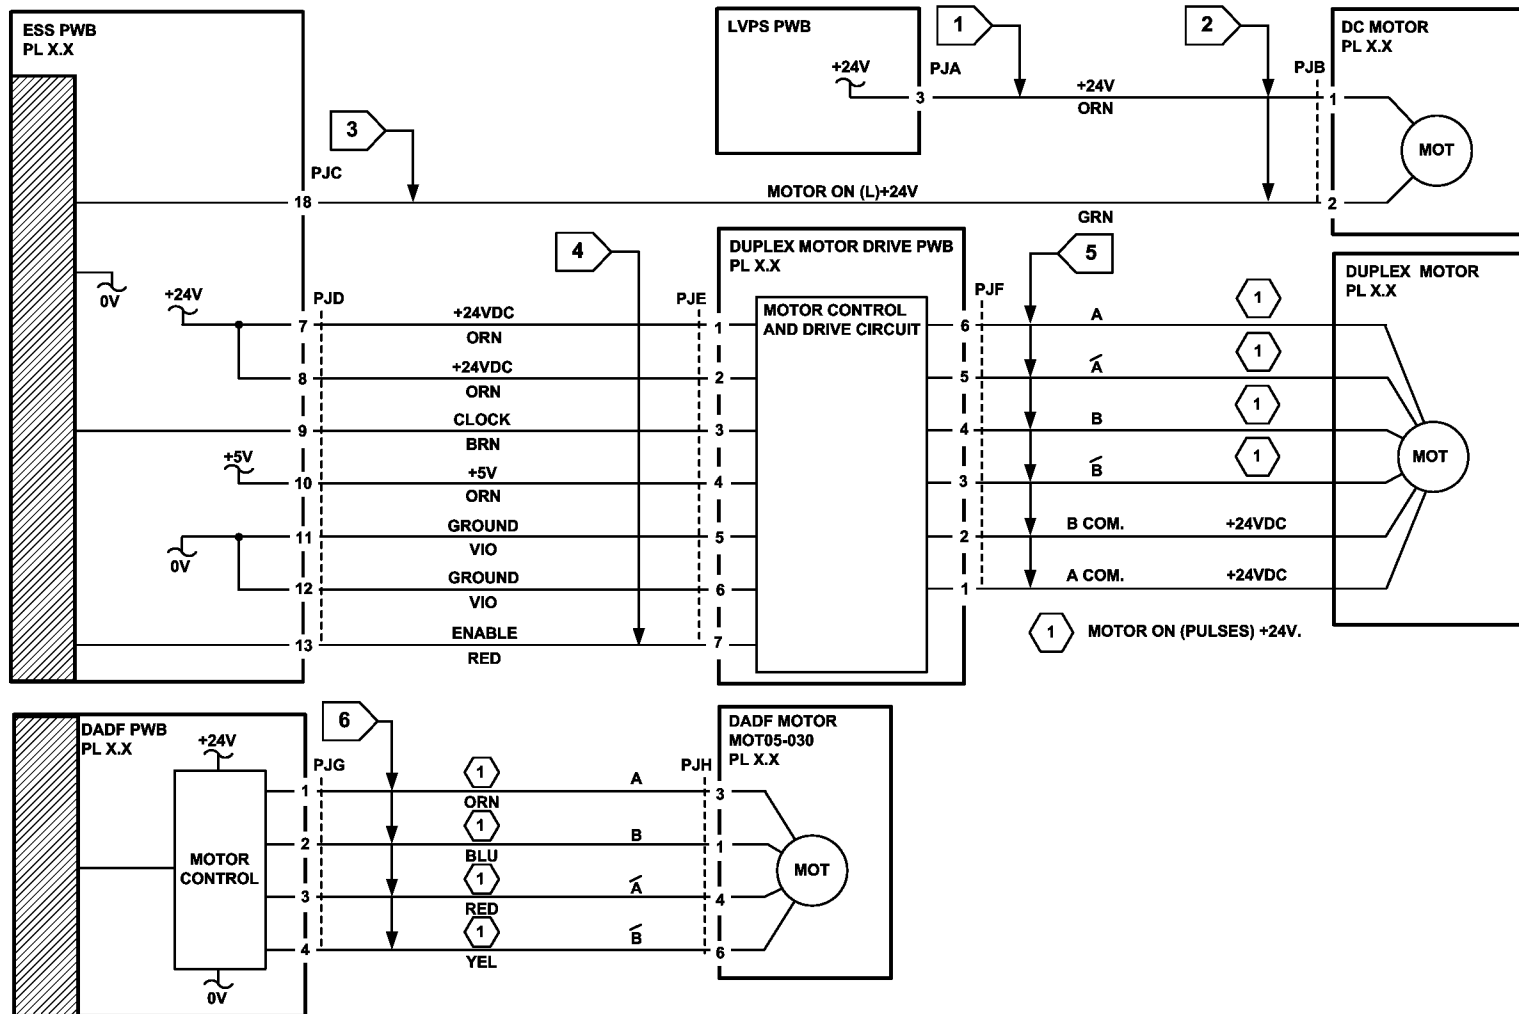 ESS PWB
PL X.X
LVPS PWB
1
2
DC MOTOR
PL X.X
+24V
PJA
3
+24V
ORN
PJB
1
MOT
3
PJC
18
MOTOR ON (L)+24V
GRN
2
0V
4
DUPLEX MOTOR DRIVE PWB
PL X.X
5
DUPLEX MOTOR
PL X.X
+24V
PJD
PJE
MOTOR CONTROL
AND DRIVE CIRCUIT
PJF
7
+24VDC
ORN
1
6
A
1
8
+24VDC
ORN
2
5
A̅
1
9
CLOCK
BRN
3
4
B
1
MOT
+5V
10
+5V
ORN
4
3
B̅
1
0V
11
GROUND
VIO
5
2
B COM.
+24VDC
12
GROUND
VIO
6
1
A COM.
+24VDC
13
ENABLE
RED
7
1
MOTOR ON (PULSES) +24V.
DADF PWB
PL X.X
6
DADF MOTOR
MOT05-030
PL X.X
+24V
PJG
PJH
1
1
ORN
A
3
2
1
BLU
B
1
MOTOR
CONTROL
MOT
3
1
RED
A̅
4
4
1
YEL
B̅
6
0V